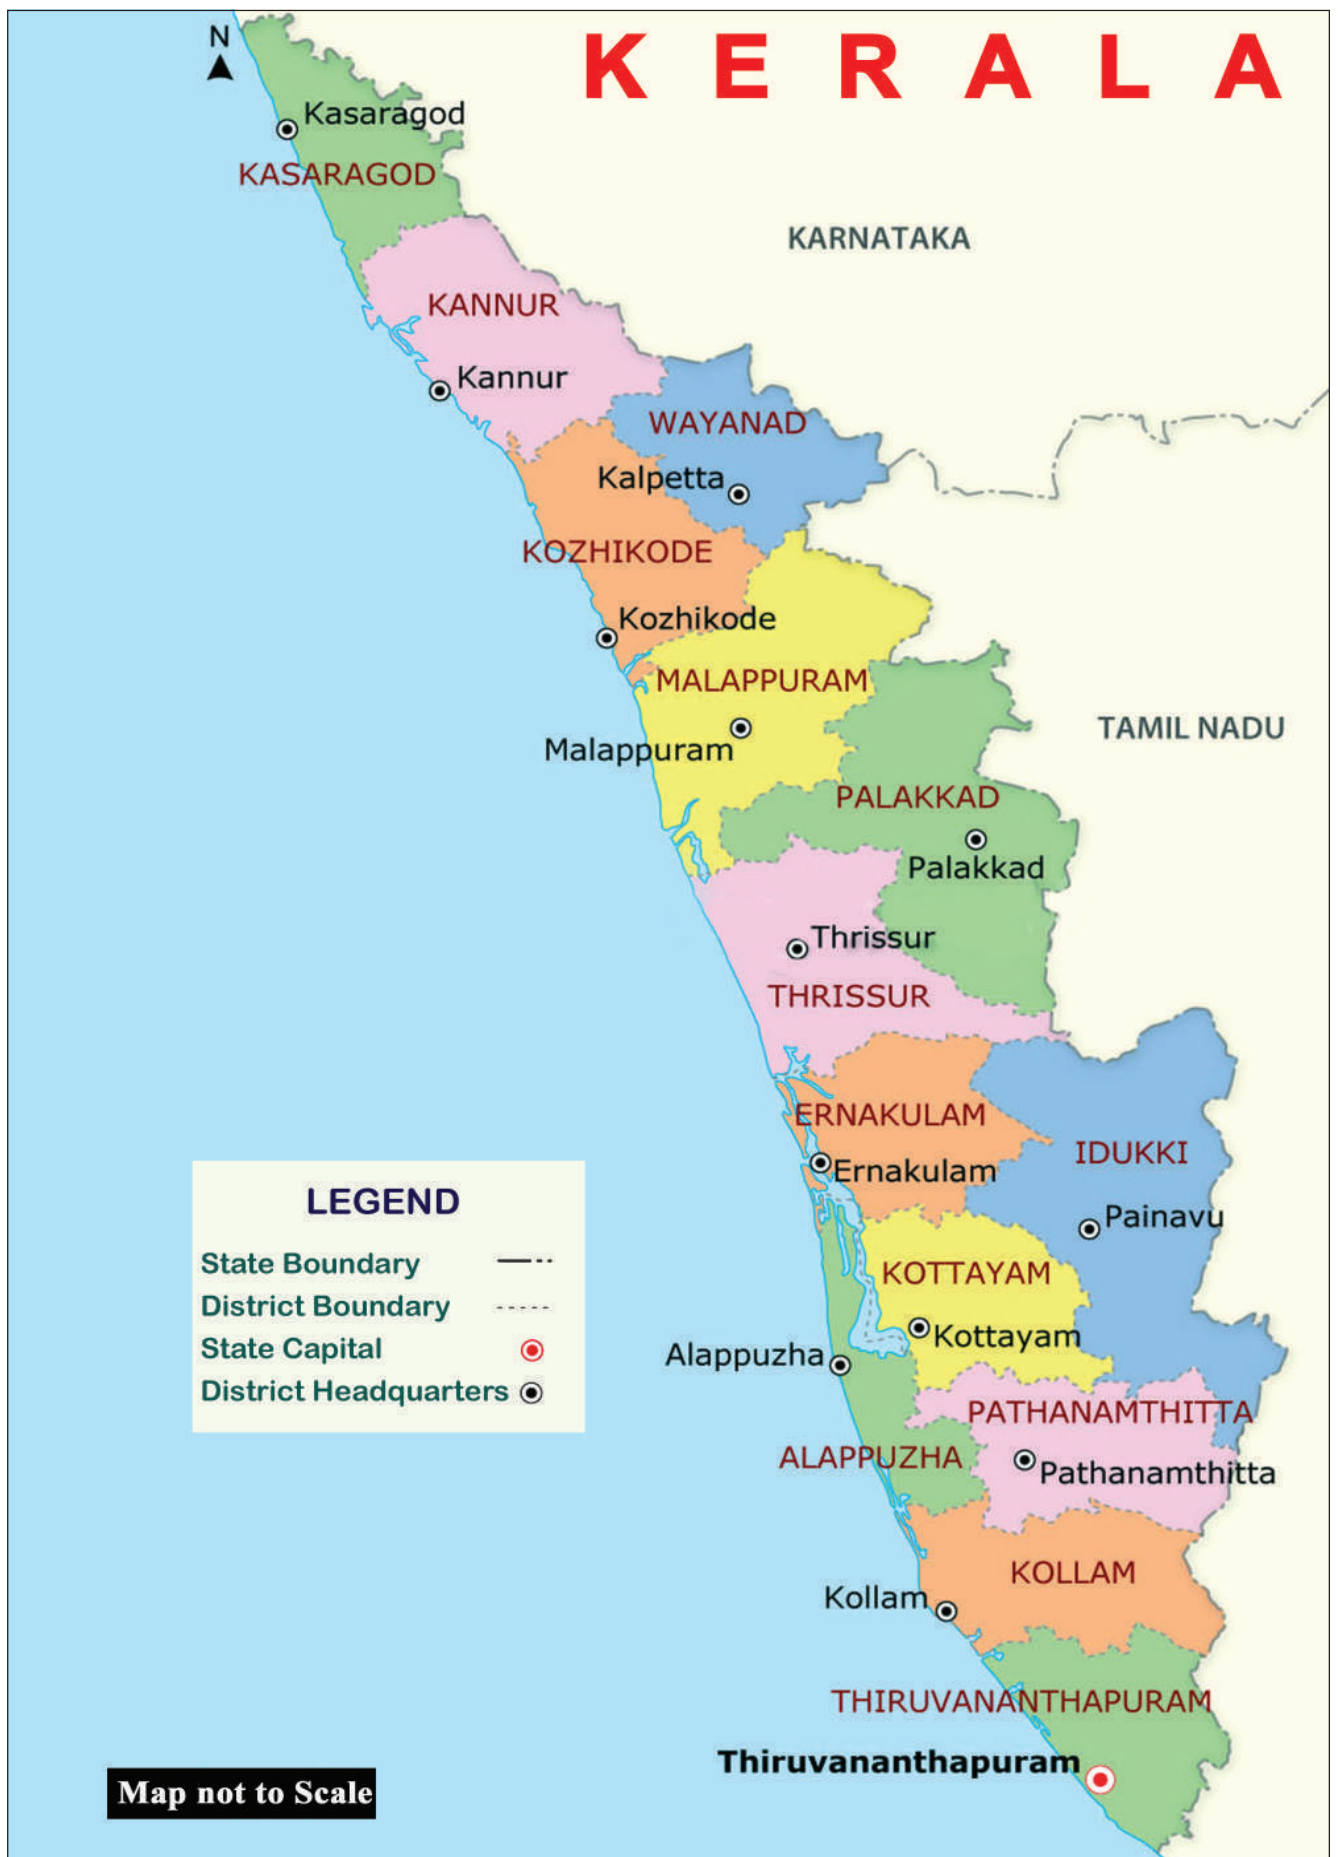 K E R A L A
N
Kasaragod
KASARAGOD
KARNATAKA
KANNUR
Kannur
WAYANAD
Kalpetta
KOZHIKODE
Kozhikode
MALAPPURAM
TAMIL NADU
Malappuram
PALAKKAD
Palakkad
Thrissur
THRISSUR
ERNAKULAM
IDUKKI
Ernakulam
Painavu
KOTTAYAM
Kottayam
Alappuzha
PATHANAMTHITTA
ALAPPUZHA
Pathanamthitta
KOLLAM
Kollam
THIRUVANANTHAPURAM
Thiruvananthapuram
LEGEND
State Boundary
District Boundary
State Capital
District Headquarters
Map not to Scale